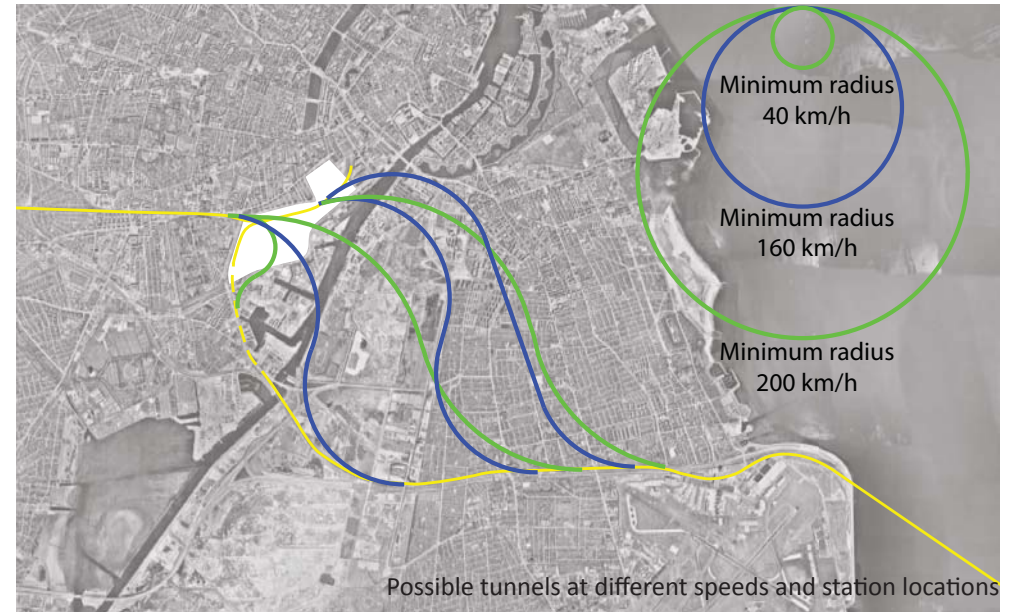 Minimum radius
40 km/h
Minimum radius
160 km/h
Minimum radius
200 km/h
Possible tunnels at different speeds and station locations